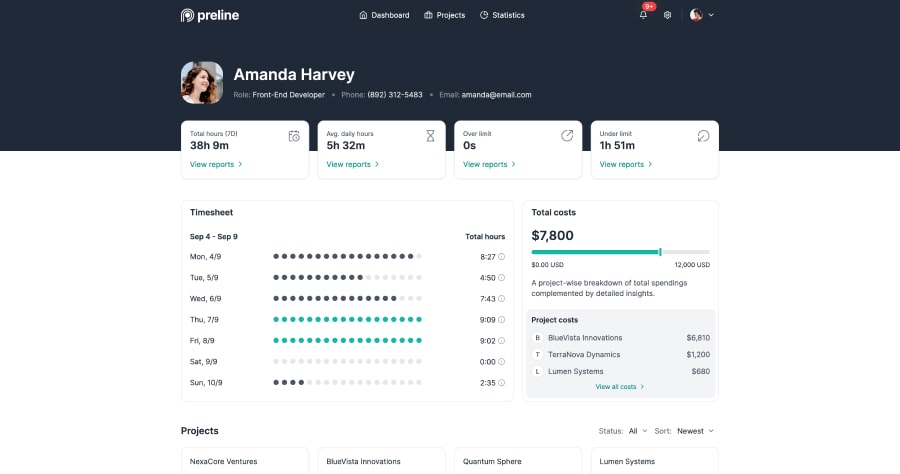 preline
Dashboard Projects Statistics
9+
Amanda Harvey
Role: Front-End Developer • Phone: (892) 312-5483 • Email: amanda@email.com
Total hours (7D)
38h 9m
View reports
Avg. daily hours
5h 32m
View reports
Over limit
0s
View reports
Under limit
1h 51m
View reports
Timesheet
Sep 4 - Sep 9 Total hours
Mon, 4/9 8:27
Tue, 5/9 4:50
Wed, 6/9 7:43
Thu, 7/9 9:09
Fri, 8/9 9:02
Sat, 9/9 0:00
Sun, 10/9 2:35
Total costs
$7,800
$0.00 USD 12,000 USD
A project-wise breakdown of total spendings
complemented by detailed insights.
Project costs
B BlueVista Innovations $6,810
T TerraNova Dynamics $1,200
L Lumen Systems $680
View all costs
Projects
Status: All Sort: Newest
NexaCore Ventures
BlueVista Innovations
Quantum Sphere
Lumen Systems